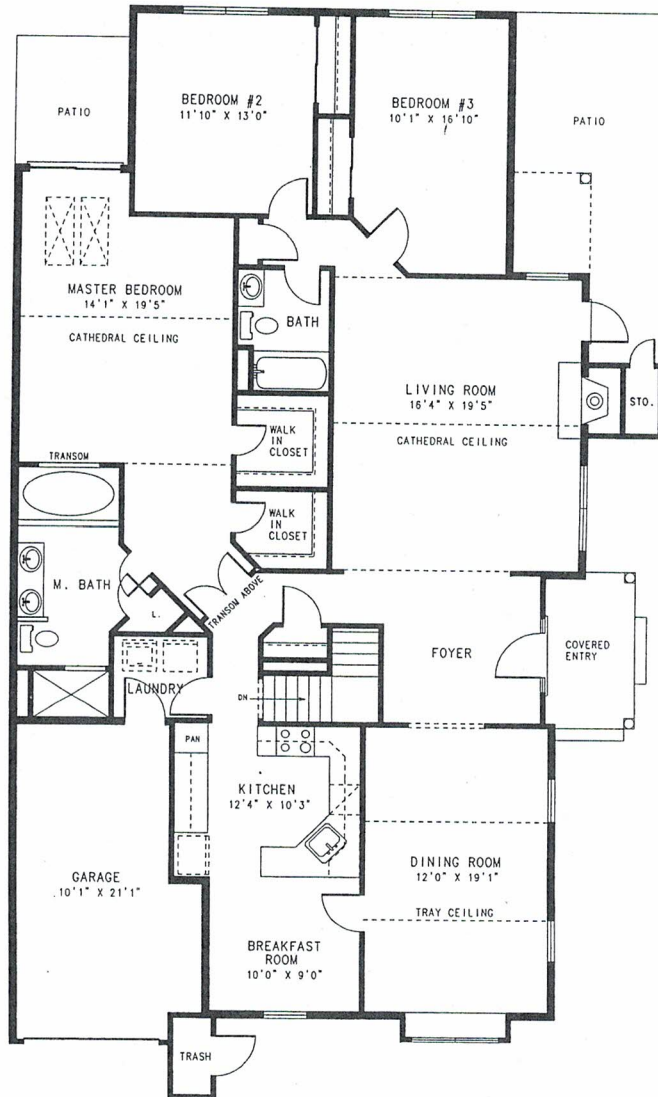 BEDROOM #2
11'10" X 13'0"
BEDROOM #3
10'1" X 16'10"
PATIO
PATIO
MASTER BEDROOM
14'1" X 19'5"
CATHEDRAL CEILING
BATH
LIVING ROOM
16'4" X 19'5"
CATHEDRAL CEILING
STO.
WALK
IN
CLOSET
TRANSOM
WALK
IN
CLOSET
M. BATH
TRANSOM ABOVE
L.
FOYER
COVERED
ENTRY
LAUNDRY
DN
PAN
KITCHEN
12'4" X 10'3"
DINING ROOM
12'0" X 19'1"
TRAY CEILING
GARAGE
10'1" X 21'1"
BREAKFAST
ROOM
10'0" X 9'0"
TRASH